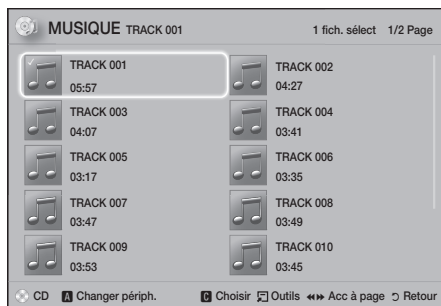 MUSIQUE TRACK 001 1 fich. sélect 1/2 Page
TRACK 001 TRACK 002
05:57 04:27
TRACK 003 TRACK 004
04:07 03:41
TRACK 005 TRACK 006
03:17 03:35
TRACK 007 TRACK 008
03:47 03:49
TRACK 009 TRACK 010
03:53 03:45
CD A Changer périph. C Choisir Outils Acc à page Retour